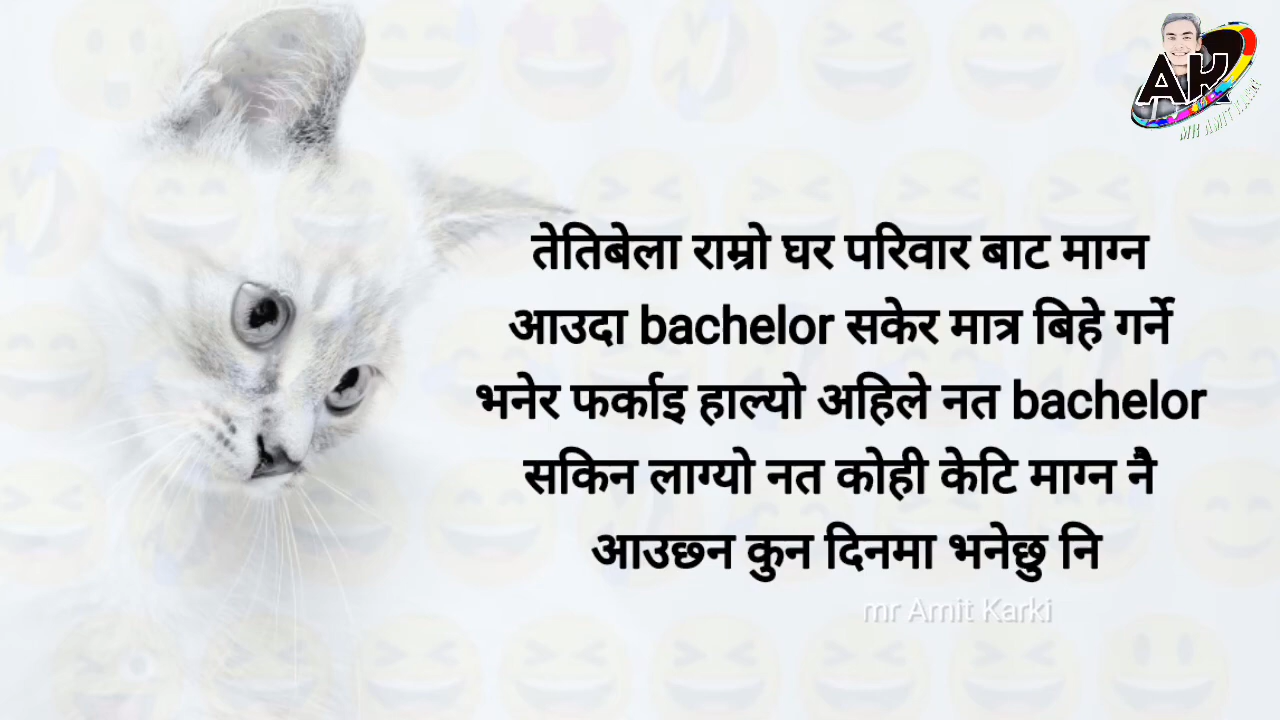 AK
MR AMIT KARKI
तेतिबेला राम्रो घर परिवार बाट माग्न
आउदा bachelor सकेर मात्र बिहे गर्ने
भनेर फर्काइ हाल्यो अहिले नत bachelor
सकिन लाग्यो नत कोही केटि माग्न नै
आउछ्न कुन दिनमा भनेछु नि
mr Amit Karki